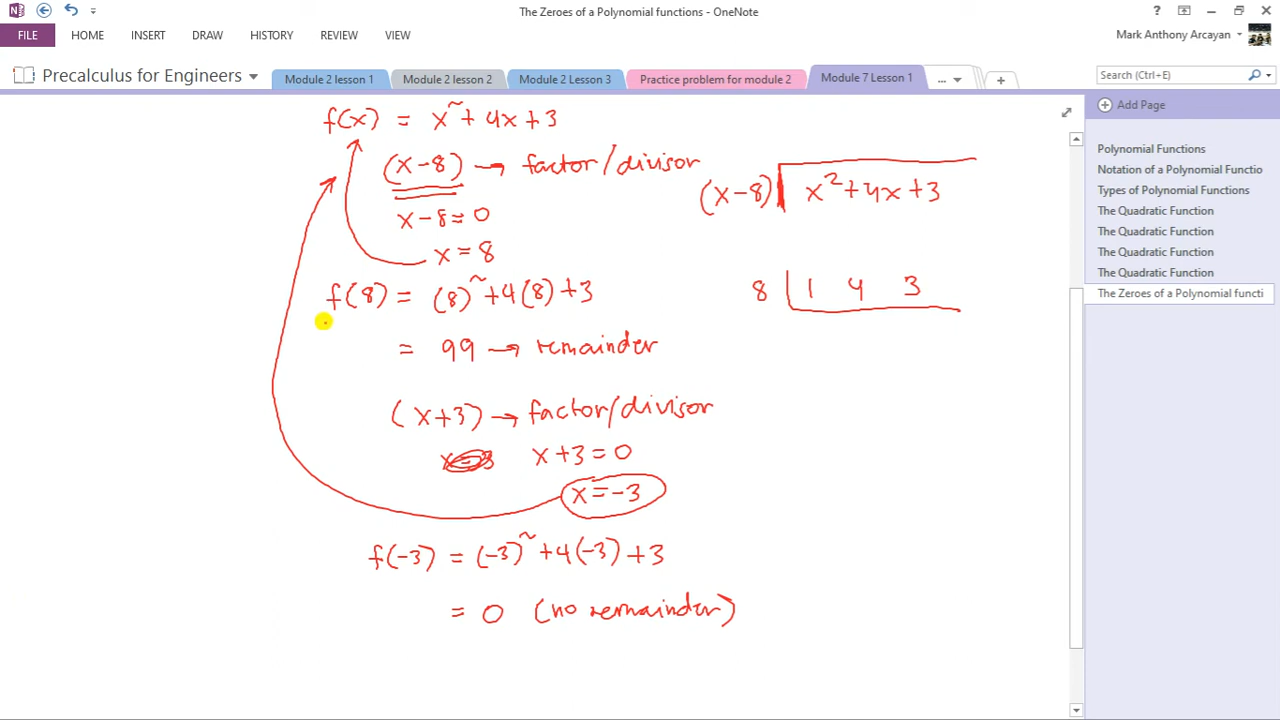 The Zeroes of a Polynomial functions - OneNote
?
FILE HOME INSERT DRAW HISTORY REVIEW VIEW
Mark Anthony Arcayan
Precalculus for Engineers
Module 2 lesson 1
Module 2 lesson 2
Module 2 Lesson 3
Practice problem for module 2
Module 7 Lesson 1
...
Search (Ctrl+E)
Add Page
Polynomial Functions
Notation of a Polynomial Functio
Types of Polynomial Functions
The Quadratic Function
The Quadratic Function
The Quadratic Function
The Quadratic Function
The Zeroes of a Polynomial functi
f(x) = x² + 4x + 3
(x-8) → factor/divisor
x-8=0
x=8
f(8) = (8)² + 4(8) + 3
= 99 → remainder
(x+3) → factor/divisor
x+3=0
x=-3
f(-3) = (-3)² + 4(-3) + 3
= 0 (no remainder)
(x-8) x² + 4x + 3
8 | 1 4 3